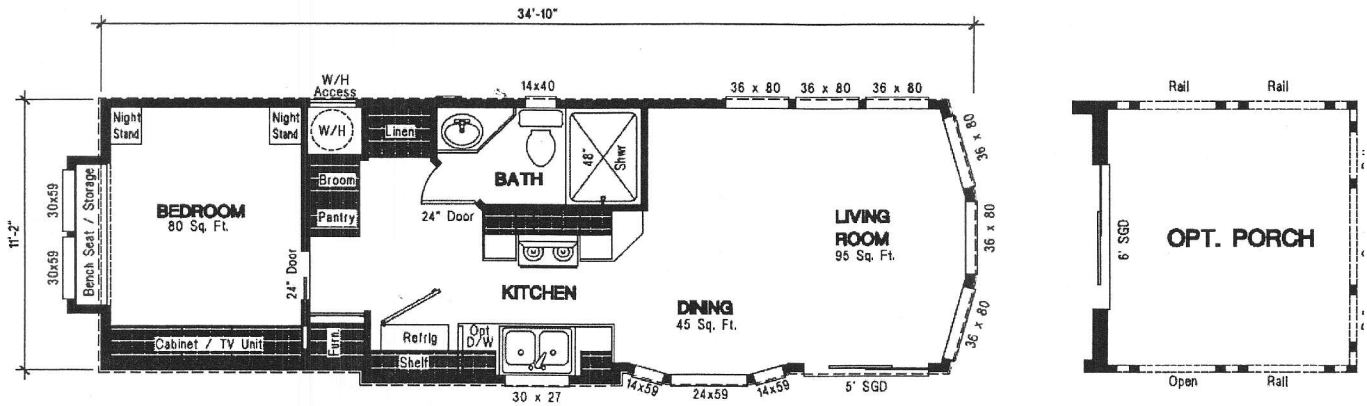 34'-10"
W/H
Access
14x40
36 x 80
36 x 80
36 x 80
Rail
Rail
Night
Stand
Night
Stand
W/H
Linen
48"
Shwr
36 x 80
30x59
30x59
Bench Seat / Storage
11'-2"
BEDROOM
80 Sq. Ft.
Broom
Pantry
BATH
24" Door
24" Door
LIVING
ROOM
95 Sq. Ft.
36 x 80
6' SGD
OPT. PORCH
KITCHEN
DINING
45 Sq. Ft.
36 x 80
Cabinet / TV Unit
Furn.
Refrig
Opt
D/W
Shelf
30 x 27
14x59
24x59
14x59
5' SGD
Open
Rail